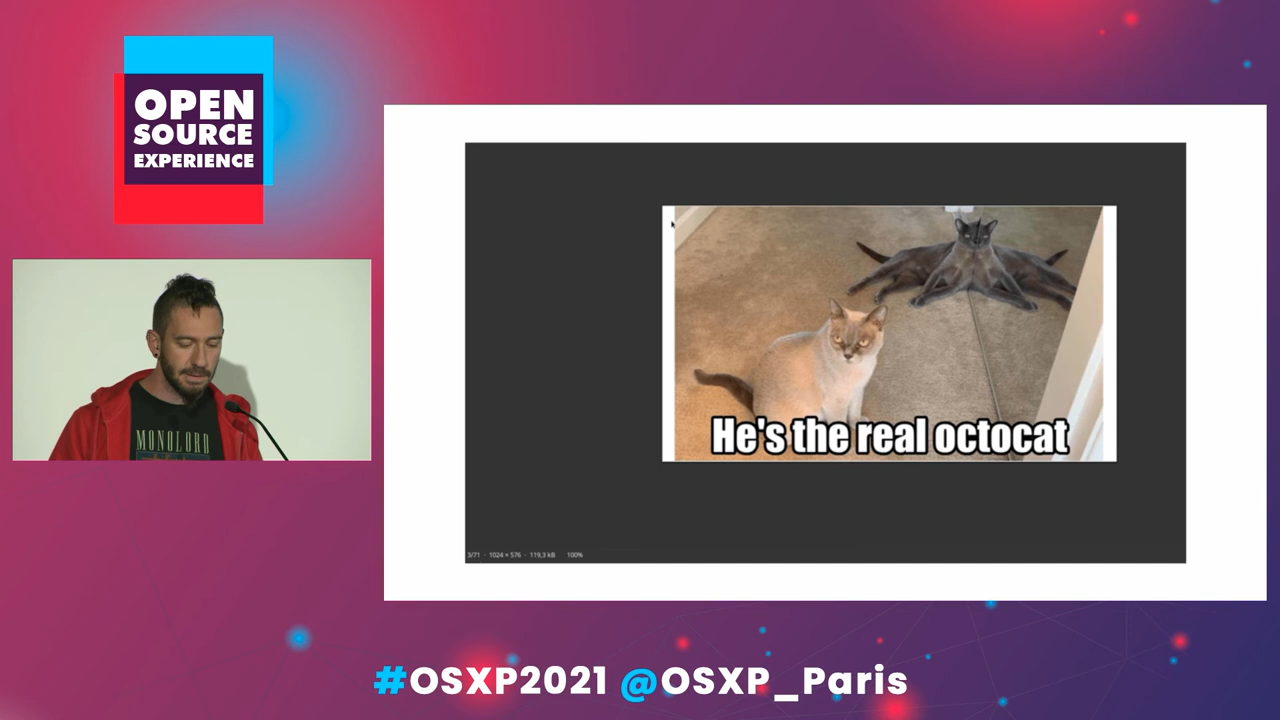 OPEN
SOURCE
EXPERIENCE
MONOLORD
He's the real octocat
3/71 · 1024 × 576 · 119,3 kB 100%
#OSXP2021 @OSXP_Paris